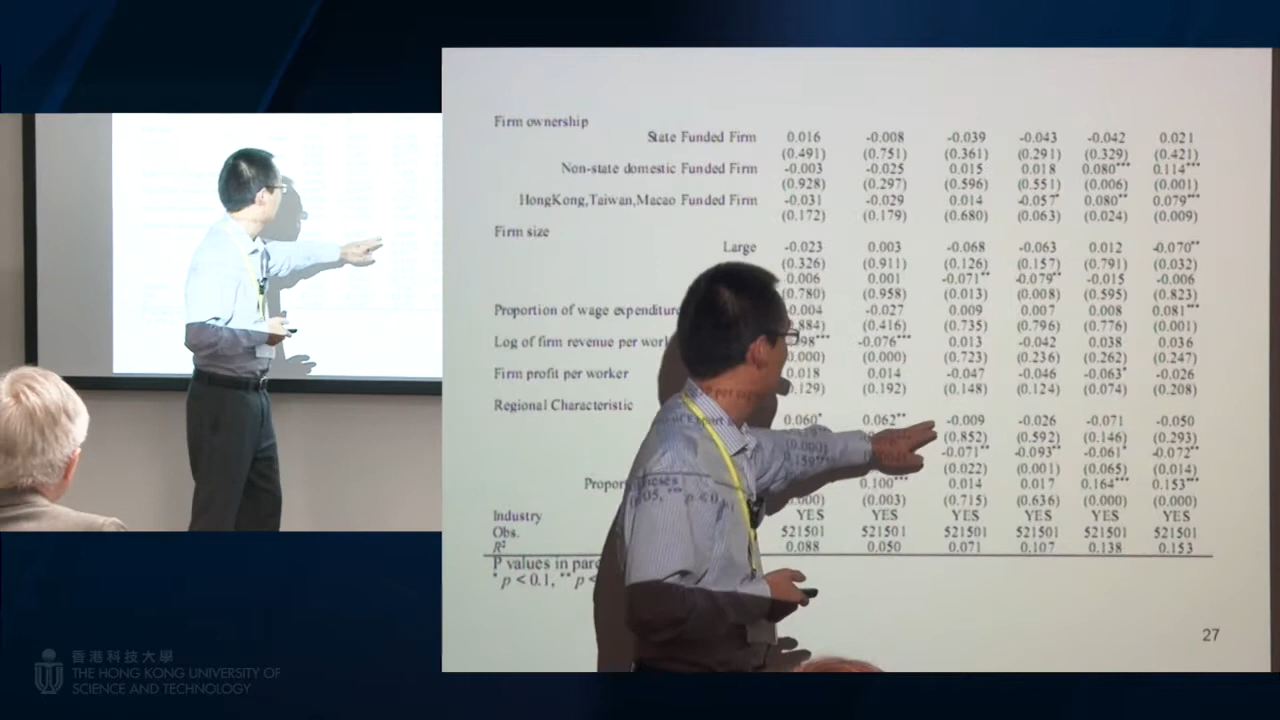 Firm ownership
State Funded Firm 0.016 -0.008 -0.039 -0.043 -0.042 0.021
(0.491) (0.751) (0.361) (0.291) (0.329) (0.421)
Non-state domestic Funded Firm -0.003 -0.025 0.015 0.018 0.080*** 0.114***
(0.928) (0.297) (0.596) (0.551) (0.006) (0.001)
HongKong,Taiwan,Macao Funded Firm -0.031 -0.029 0.014 -0.057* 0.080** 0.079***
(0.172) (0.179) (0.680) (0.063) (0.024) (0.009)
Firm size
Large -0.023 0.003 -0.068 -0.063 0.012 -0.070**
(0.326) (0.911) (0.126) (0.157) (0.791) (0.032)
0.006 0.001 -0.071** -0.079** -0.015 -0.006
(0.780) (0.958) (0.013) (0.008) (0.595) (0.823)
Proportion of wage -0.004 -0.027 0.009 0.007 0.008 0.081***
(0.416) (0.735) (0.796) (0.776) (0.001)
Log of firm revenue per -0.076*** 0.013 -0.042 0.038 0.036
(0.000) (0.723) (0.236) (0.262) (0.247)
Firm profit per worker 0.018 0.014 -0.047 -0.046 -0.063* -0.026
(0.192) (0.148) (0.124) (0.074) (0.208)
Regional Characteristic
0.060* 0.062** -0.009 -0.026 -0.071 -0.050
(0.852) (0.592) (0.146) (0.293)
-0.071** -0.093** -0.061* -0.072**
(0.022) (0.001) (0.065) (0.014)
0.100*** 0.014 0.017 0.164*** 0.153***
(0.003) (0.715) (0.636) (0.000) (0.000)
Industry YES YES YES YES YES YES
Obs. 521501 521501 521501 521501 521501 521501
R² 0.088 0.050 0.071 0.107 0.138 0.153
P values in
* p < 0.1, ** p <
27
香港科技大學
THE HONG KONG UNIVERSITY OF
SCIENCE AND TECHNOLOGY